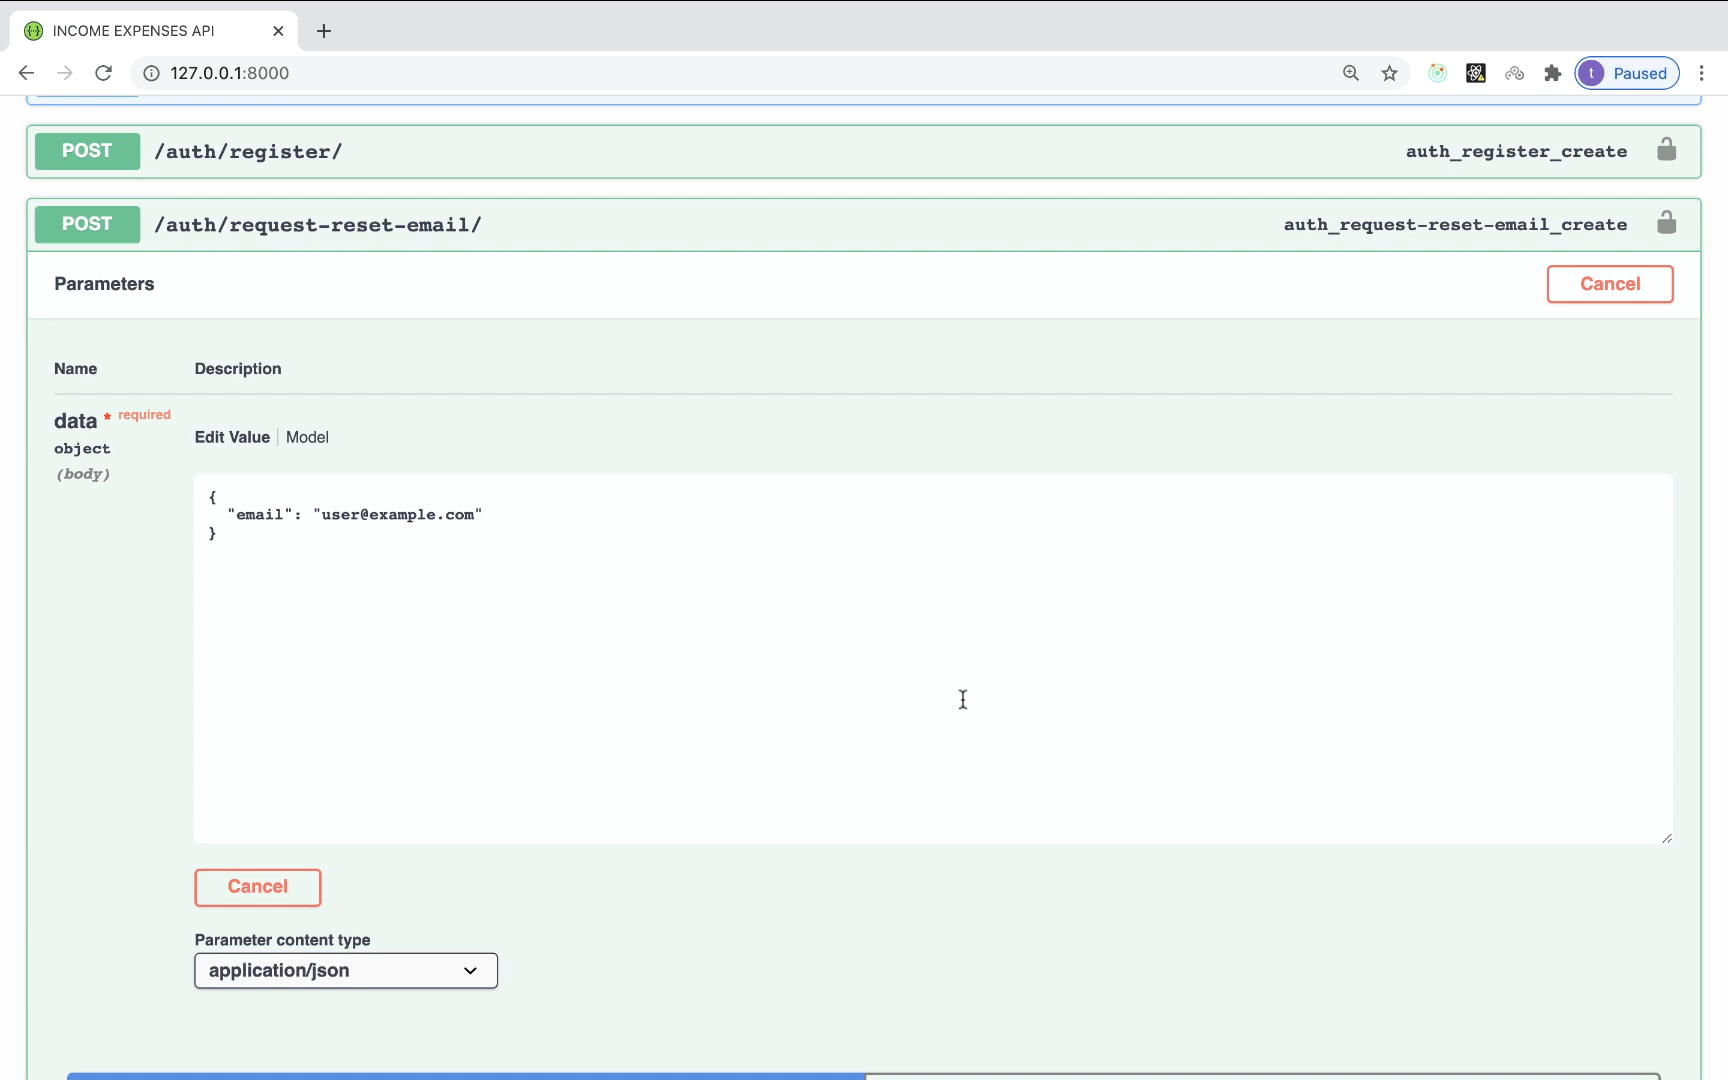 INCOME EXPENSES API
127.0.0.1:8000
t Paused
POST /auth/register/ auth_register_create
POST /auth/request-reset-email/ auth_request-reset-email_create
Parameters Cancel
Name Description
data * required
object
(body)
Edit Value Model
{
"email": "user@example.com"
}
Cancel
Parameter content type
application/json